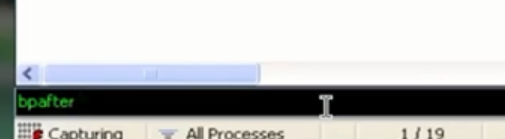 bpafter
Capturing All Processes 1 / 19